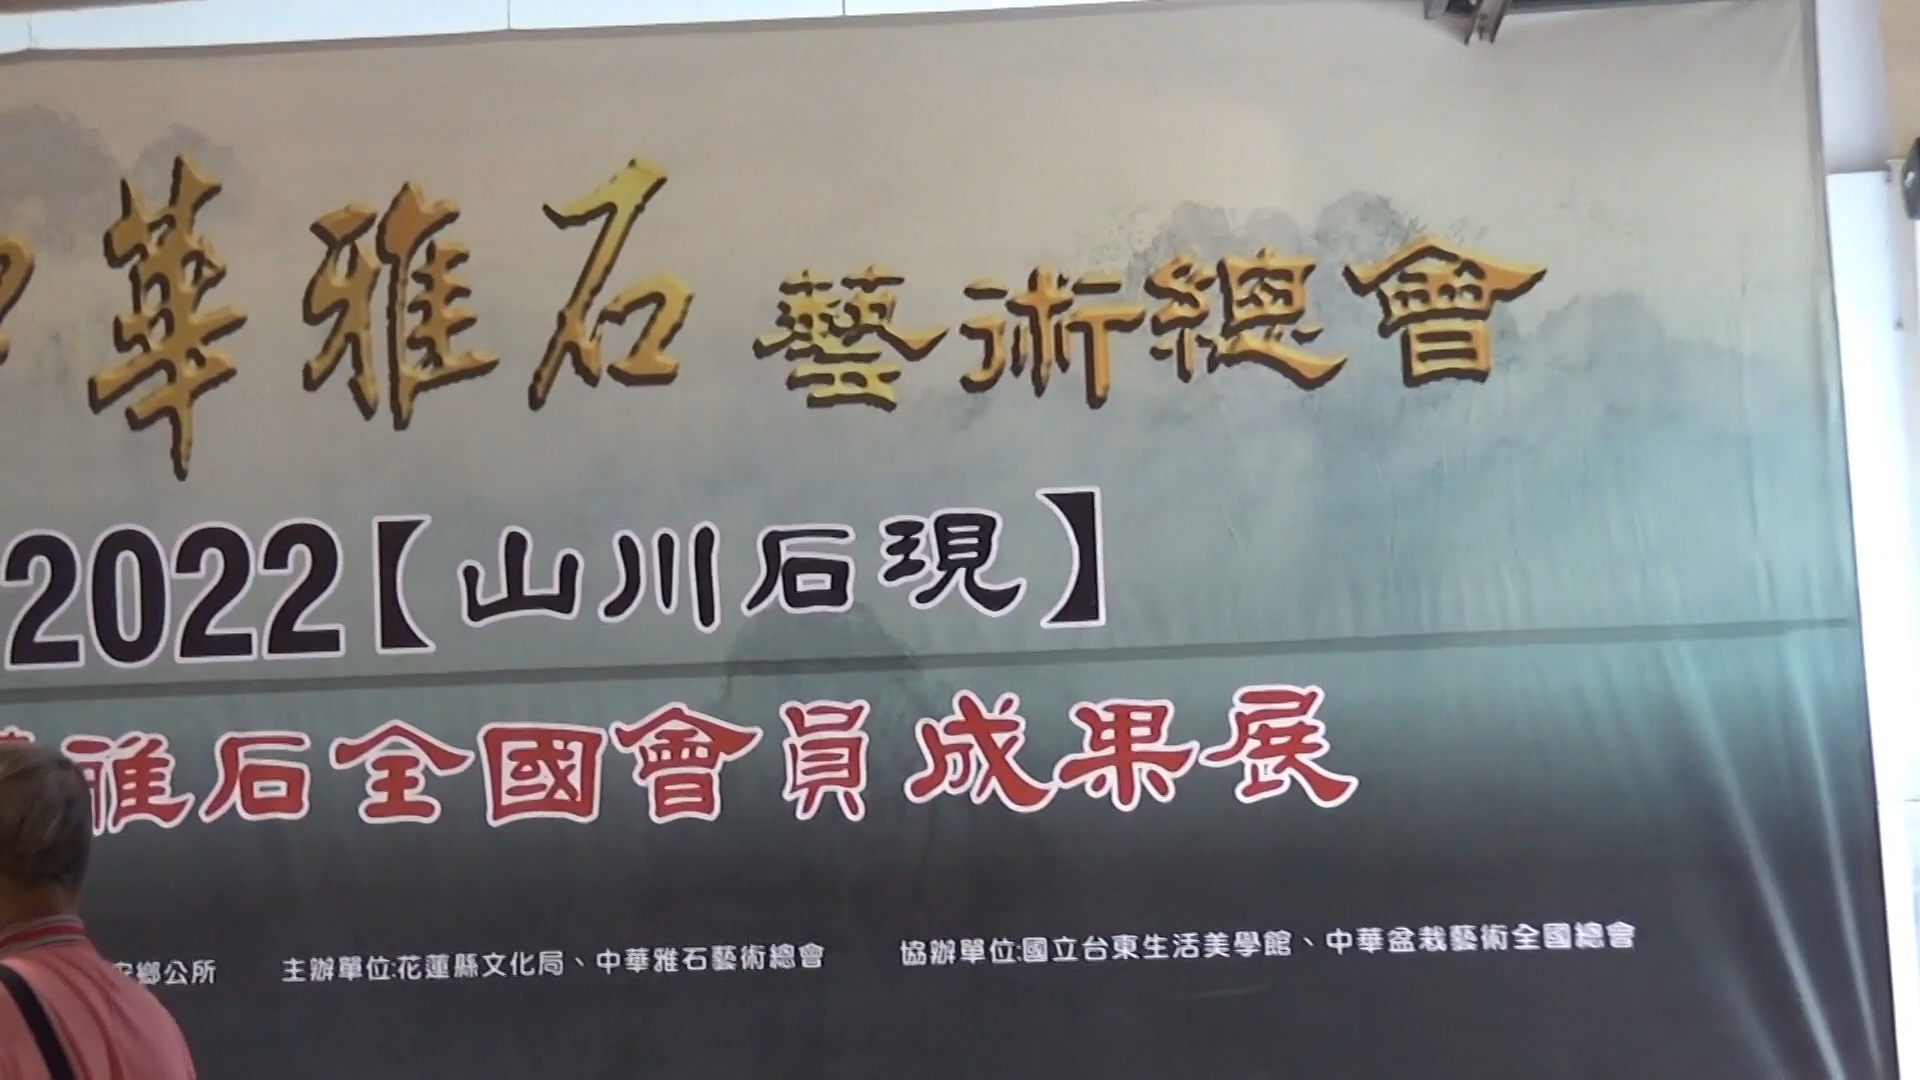 中華雅石藝術總會
2022【山川石現】
雅石全國會員成果展
鄉公所 主辦單位:花蓮縣文化局、中華雅石藝術總會 協辦單位:國立台東生活美學館、中華盆栽藝術全國總會